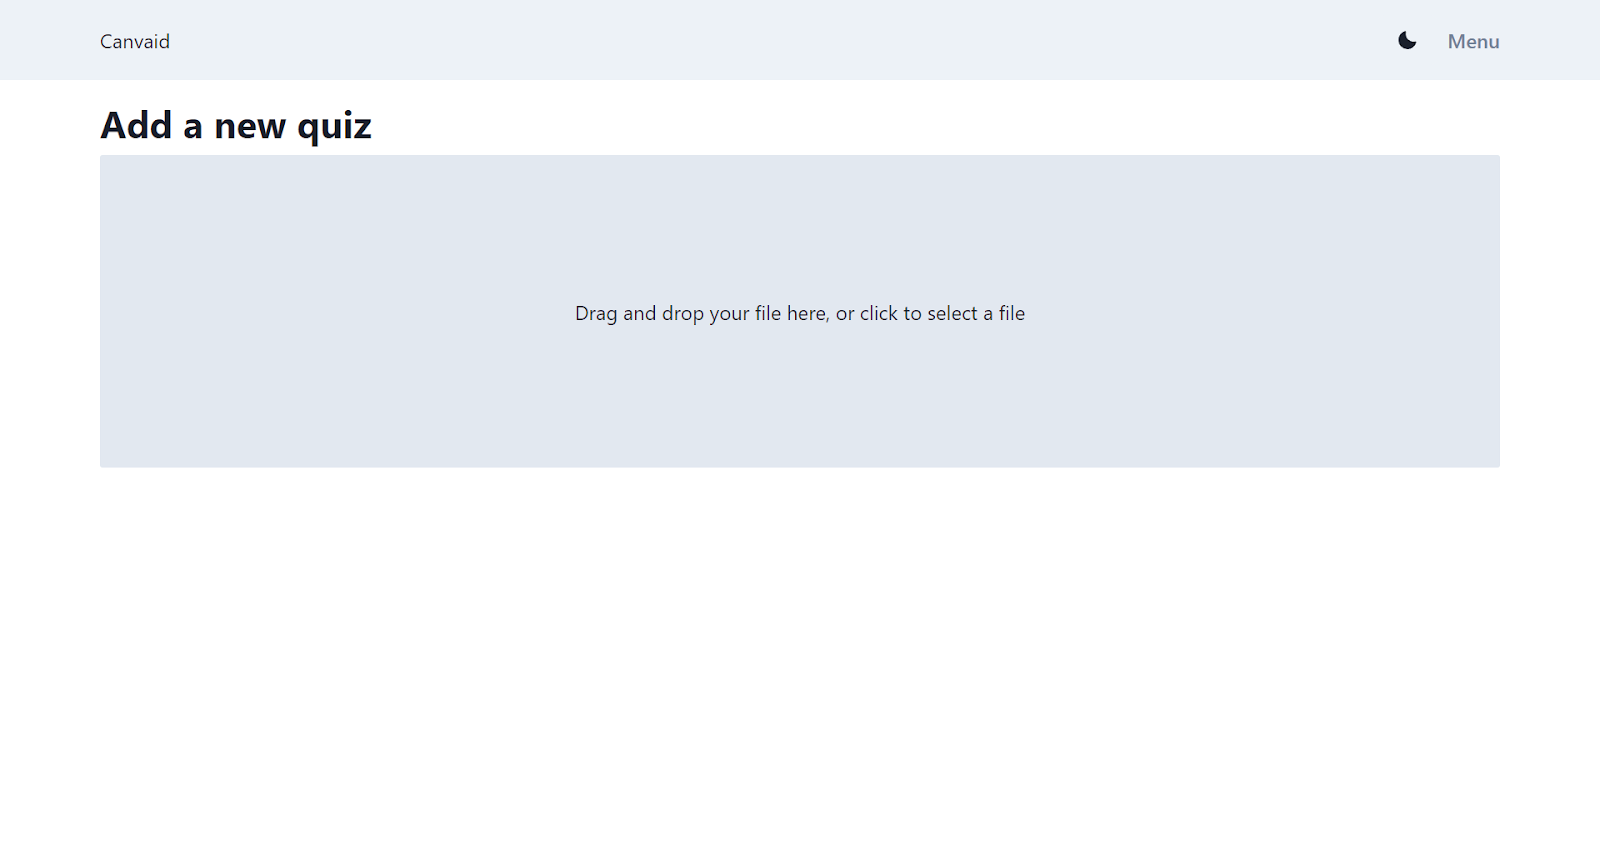 Canvaid
Menu
Add a new quiz
Drag and drop your file here, or click to select a file